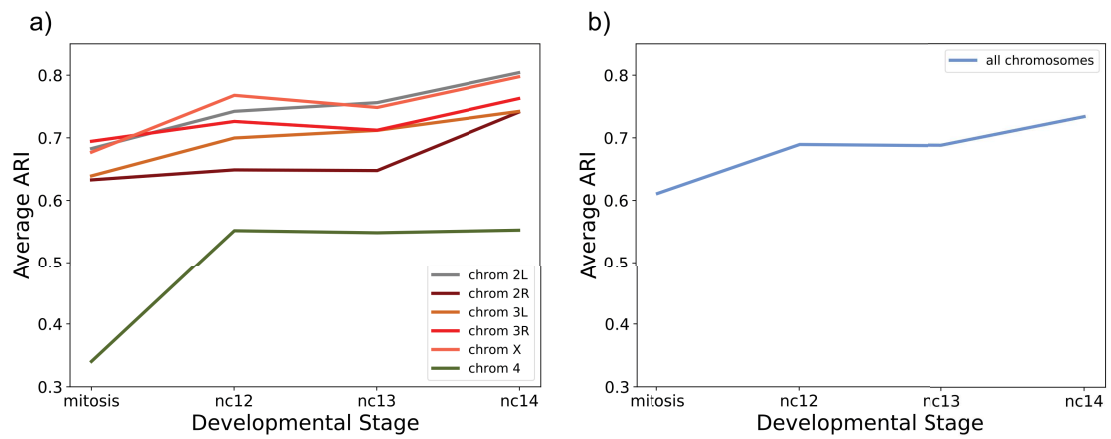 a)
Average ARI
0.8
0.7
0.6
0.5
0.4
0.3
chrom 2L
chrom 2R
chrom 3L
chrom 3R
chrom X
chrom 4
mitosis nc12 nc13 nc14
Developmental Stage
b)
Average ARI
0.8
0.7
0.6
0.5
0.4
0.3
all chromosomes
mitosis nc12 rc13 nc14
Developmental Stage